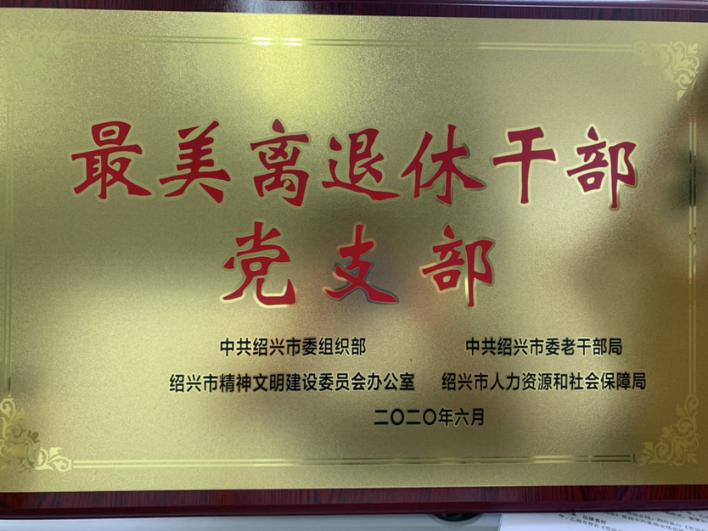 最美离退休干部
党支部
中共绍兴市委组织部 中共绍兴市委老干部局
绍兴市精神文明建设委员会办公室 绍兴市人力资源和社会保障局
二〇二〇年六月